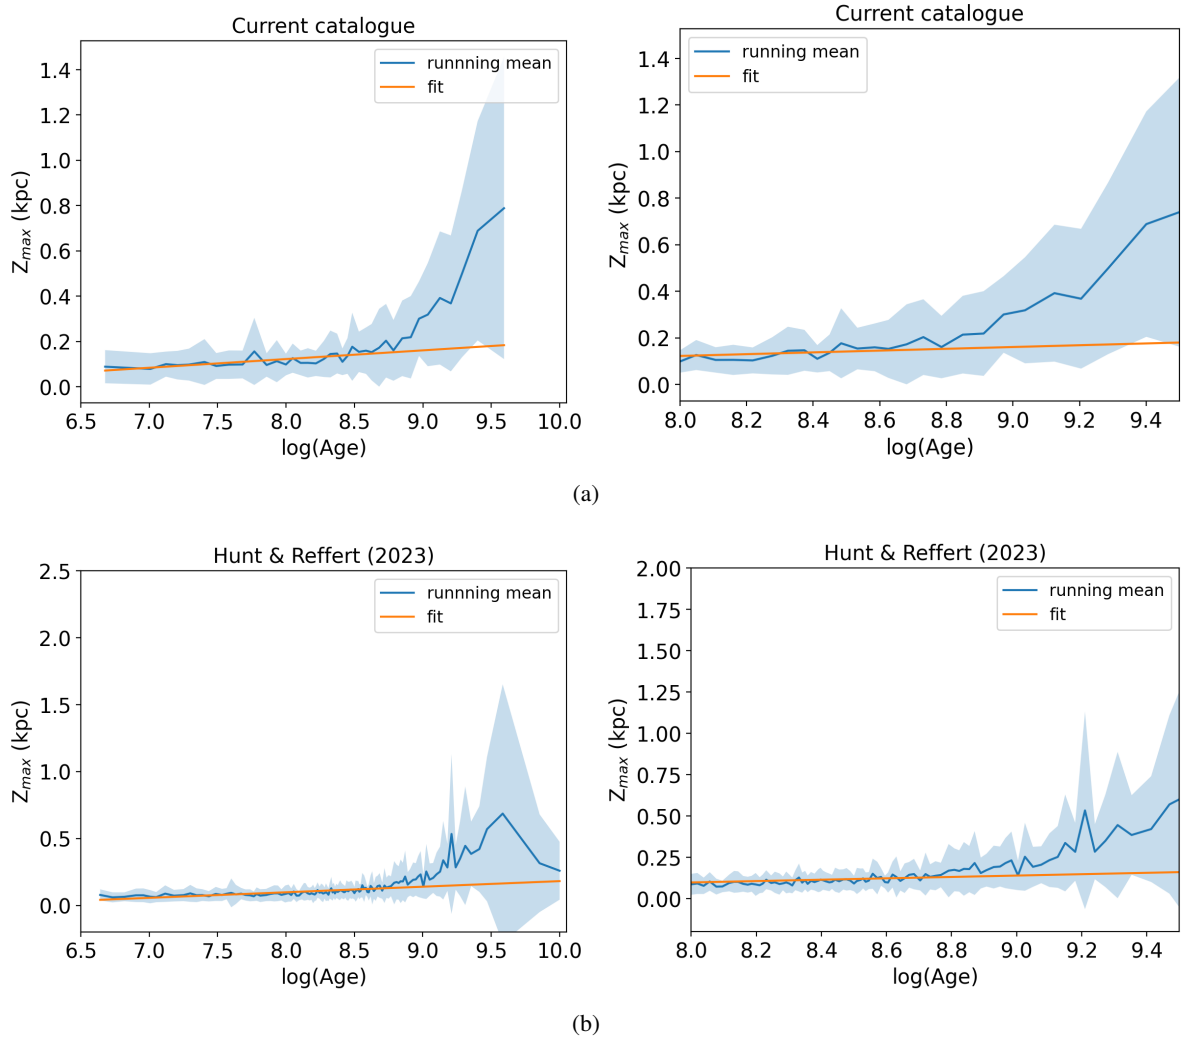 Current catalogue
runnning mean
fit
1.4
1.2
1.0
0.8
0.6
0.4
0.2
0.0
Z_max (kpc)
6.5 7.0 7.5 8.0 8.5 9.0 9.5 10.0
log(Age)
Current catalogue
running mean
fit
1.4
1.2
1.0
0.8
0.6
0.4
0.2
0.0
Z_max (kpc)
8.0 8.2 8.4 8.6 8.8 9.0 9.2 9.4
log(Age)
(a)
Hunt & Reffert (2023)
runnning mean
fit
2.5
2.0
1.5
1.0
0.5
0.0
Z_max (kpc)
6.5 7.0 7.5 8.0 8.5 9.0 9.5 10.0
log(Age)
Hunt & Reffert (2023)
running mean
fit
2.00
1.75
1.50
1.25
1.00
0.75
0.50
0.25
0.00
Z_max (kpc)
8.0 8.2 8.4 8.6 8.8 9.0 9.2 9.4
log(Age)
(b)